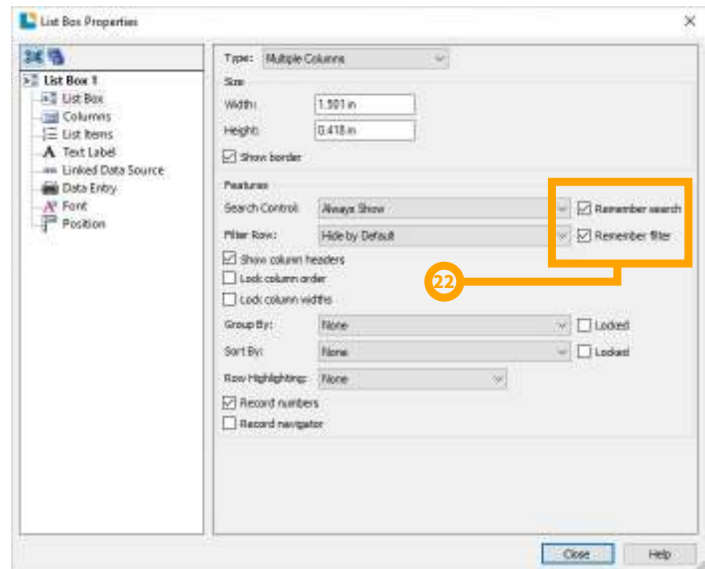 List Box Properties
List Box 1
List Box
Columns
List Items
Text Label
Linked Data Source
Data Entry
Font
Position
Type: Multiple Columns
Size
Width: 1.501 in
Height: 0.418 in
Show border
Features
Search Control: Always Show Remember search
Filter Row: Hide by Default Remember filter
Show column headers
Lock column order
22
Lock column widths
Group By: None Locked
Sort By: None Locked
Row Highlighting: None
Record numbers
Record navigator
Close Help